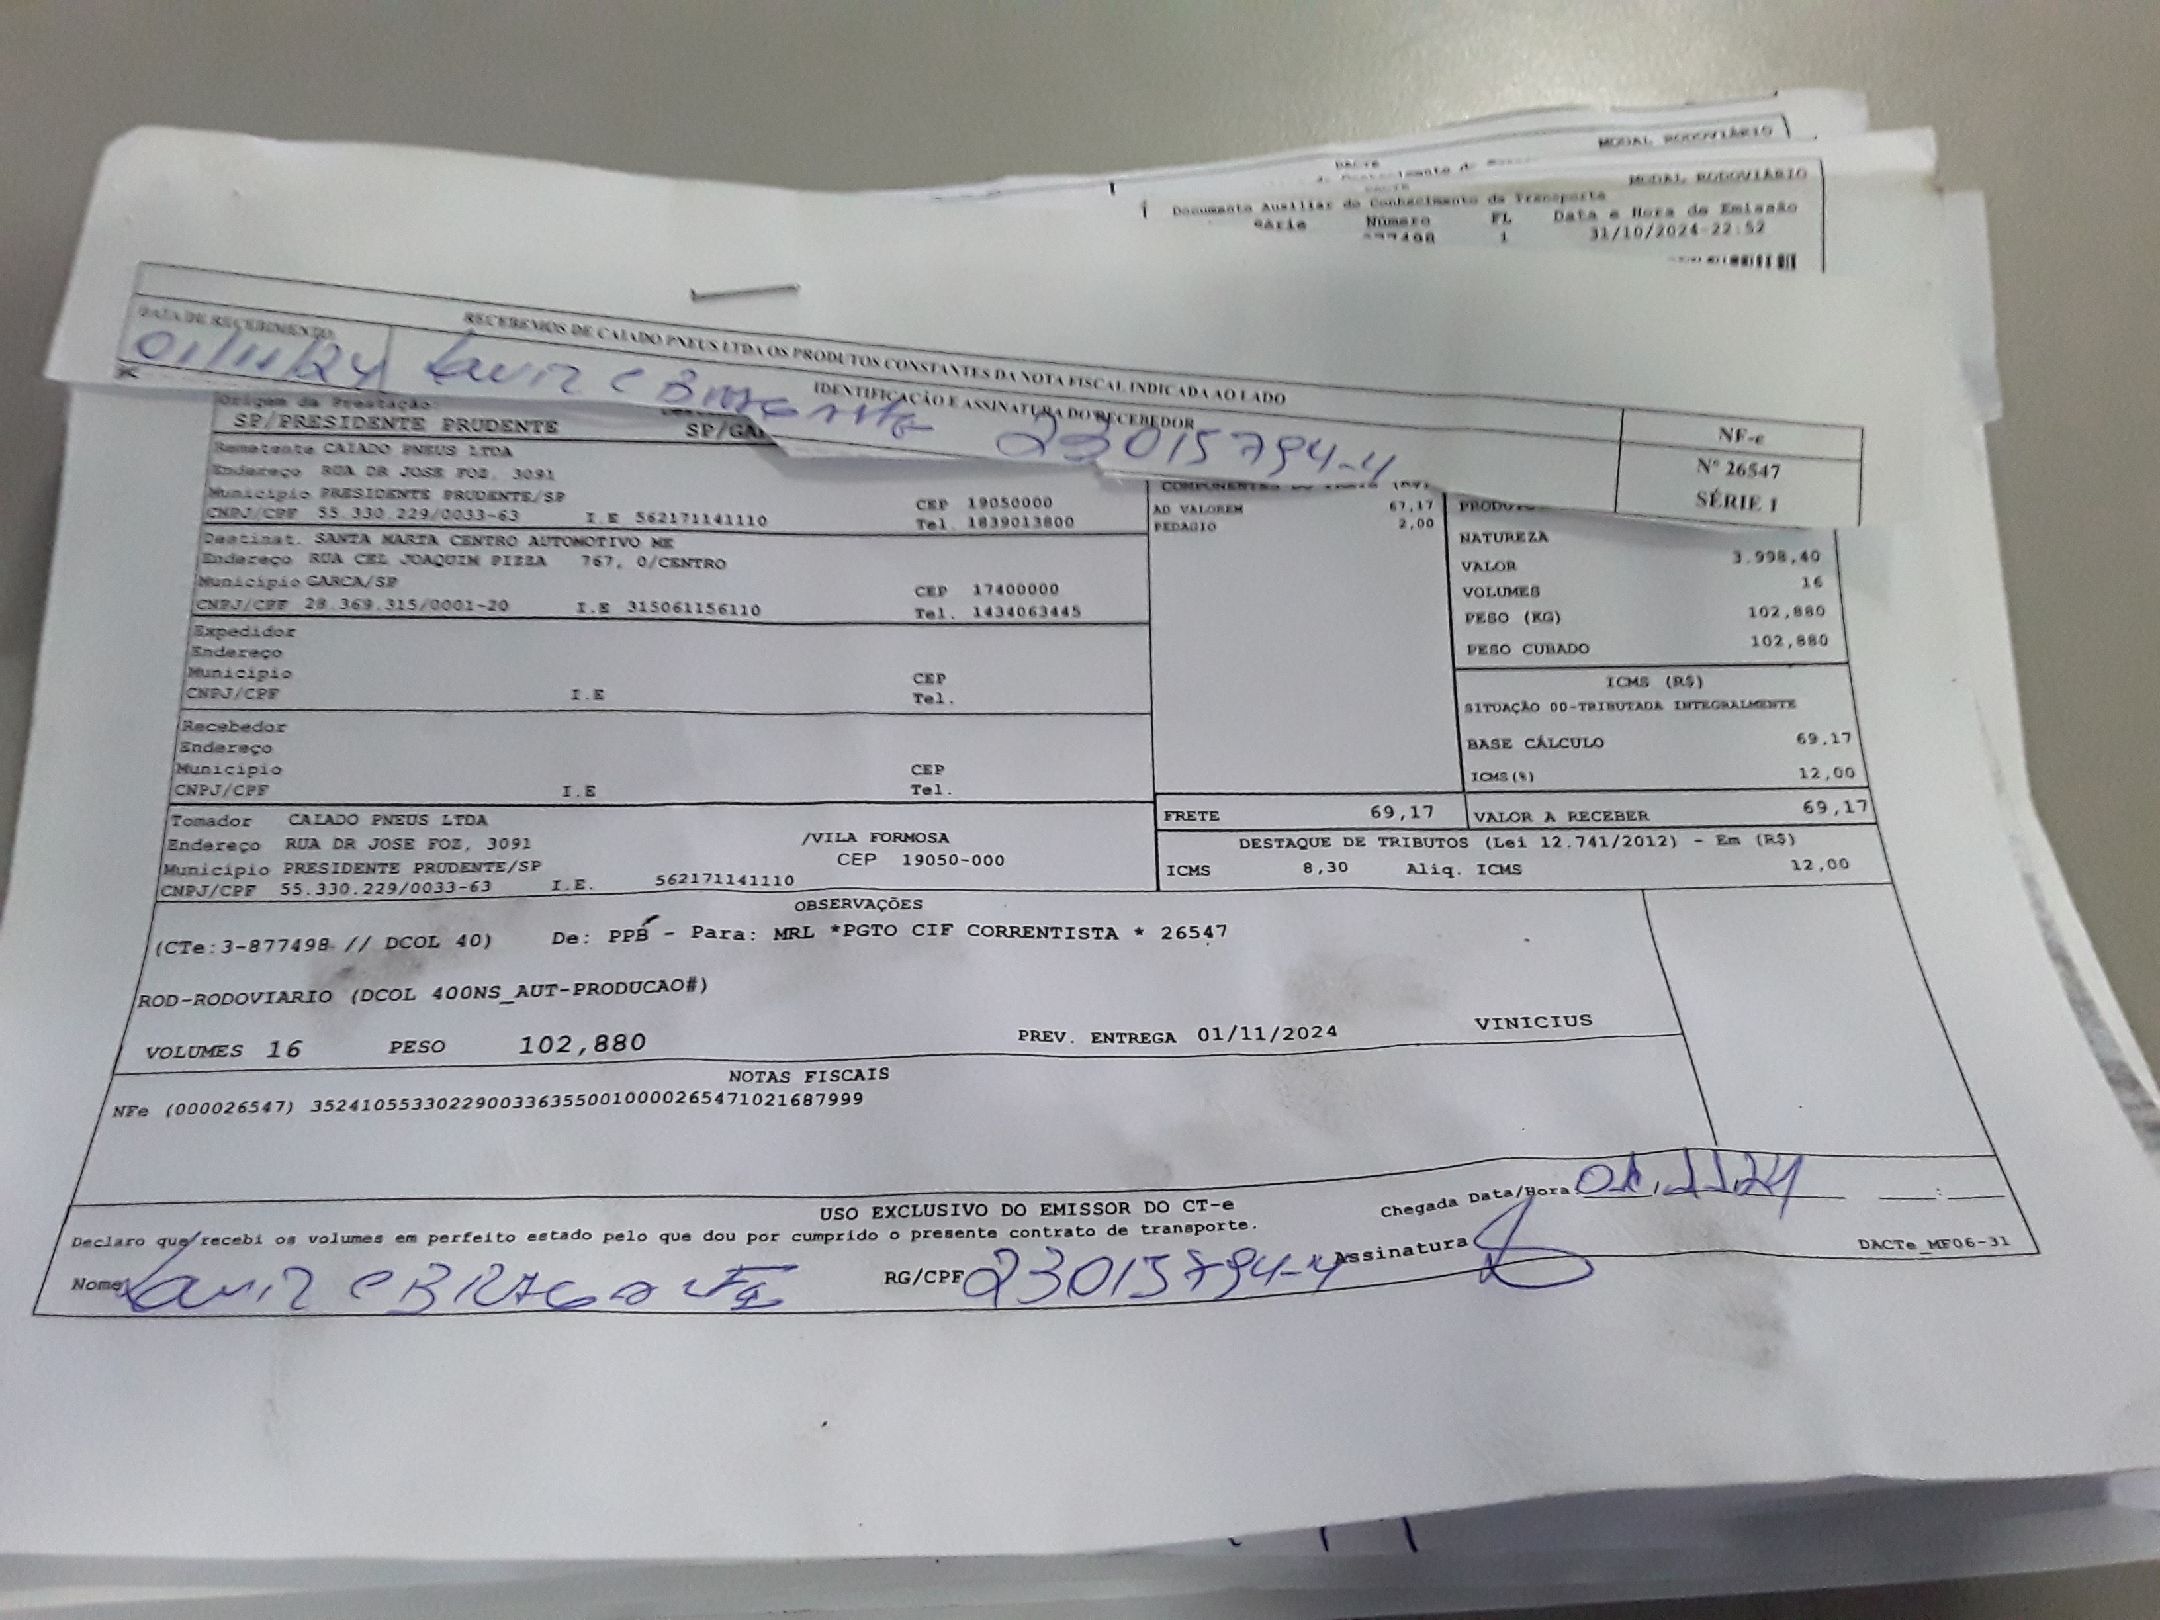 MODAL RODOVIÁRIO
DACTE
MODAL RODOVIÁRIO
Documento Auxiliar do Conhecimento de Transporte
Série Número FL Data e Hora de Emissão
877498 1 31/10/2024-22:52
RECEBEMOS DE CAIADO PNEUS LTDA OS PRODUTOS CONSTANTES DA NOTA FISCAL INDICADA AO LADO
DATA DE RECEBIMENTO
IDENTIFICAÇÃO E ASSINATURA DO RECEBEDOR
01/11/24 23015794-4
NF-e
Nº 26547
SÉRIE 1
Origem da Prestação:
SP/PRESIDENTE PRUDENTE
Remetente CAIADO PNEUS LTDA
Endereço RUA DR JOSE FOZ, 3091
Município PRESIDENTE PRUDENTE/SP CEP 19050000
CNPJ/CPF 55.330.229/0033-63 I.E 562171141110 Tel. 1839013800
Destinat. SANTA MARTA CENTRO AUTOMOTIVO ME
Endereço RUA CEL JOAQUIM PIZZA 767, 0/CENTRO
Município GARCA/SP CEP 17400000
CNPJ/CPF 28.369.315/0001-20 I.E 315061156110 Tel. 1434063445
Expedidor
Endereço
Município CEP
CNPJ/CPF I.E Tel.
Recebedor
Endereço
Município CEP
CNPJ/CPF I.E Tel.
Tomador CAIADO PNEUS LTDA
Endereço RUA DR JOSE FOZ, 3091 /VILA FORMOSA
Município PRESIDENTE PRUDENTE/SP CEP 19050-000
CNPJ/CPF 55.330.229/0033-63 I.E. 562171141110
AD VALOREM 67,17
PEDAGIO 2,00
NATUREZA
VALOR 3.998,40
VOLUMES 16
PESO (KG) 102,880
PESO CUBADO 102,880
ICMS (R$)
SITUAÇÃO 00-TRIBUTADA INTEGRALMENTE
BASE CÁLCULO 69,17
ICMS(%) 12,00
FRETE 69,17 VALOR A RECEBER 69,17
DESTAQUE DE TRIBUTOS (Lei 12.741/2012) - Em (R$)
ICMS 8,30 Aliq. ICMS 12,00
OBSERVAÇÕES
(CTe:3-877498 // DCOL 40) De: PPB - Para: MRL *PGTO CIF CORRENTISTA * 26547
ROD-RODOVIARIO (DCOL 400NS_AUT-PRODUCAO#)
VOLUMES 16 PESO 102,880 PREV. ENTREGA 01/11/2024 VINICIUS
NOTAS FISCAIS
NFe (000026547) 35241055330229003363550010000265471021687999
USO EXCLUSIVO DO EMISSOR DO CT-e
Chegada Data/Hora 01.11.24 __:__
Declaro que recebi os volumes em perfeito estado pelo que dou por cumprido o presente contrato de transporte.
Nome RG/CPF 23015794-4 Assinatura
DACTe_MF06-31